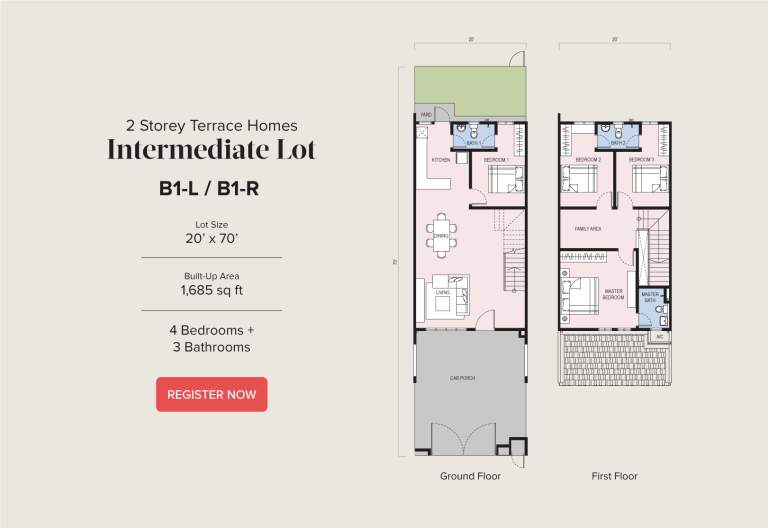 2 Storey Terrace Homes
Intermediate Lot
B1-L / B1-R
Lot Size
20’ x 70’
Built-Up Area
1,685 sq ft
4 Bedrooms +
3 Bathrooms
REGISTER NOW
20'
70'
YARD
BATH 1
KITCHEN
BEDROOM 1
DINING
LIVING
CAR PORCH
Ground Floor
20'
BATH 2
BEDROOM 2
BEDROOM 3
FAMILY AREA
MASTER
BEDROOM
MASTER
BATH
A/C
First Floor